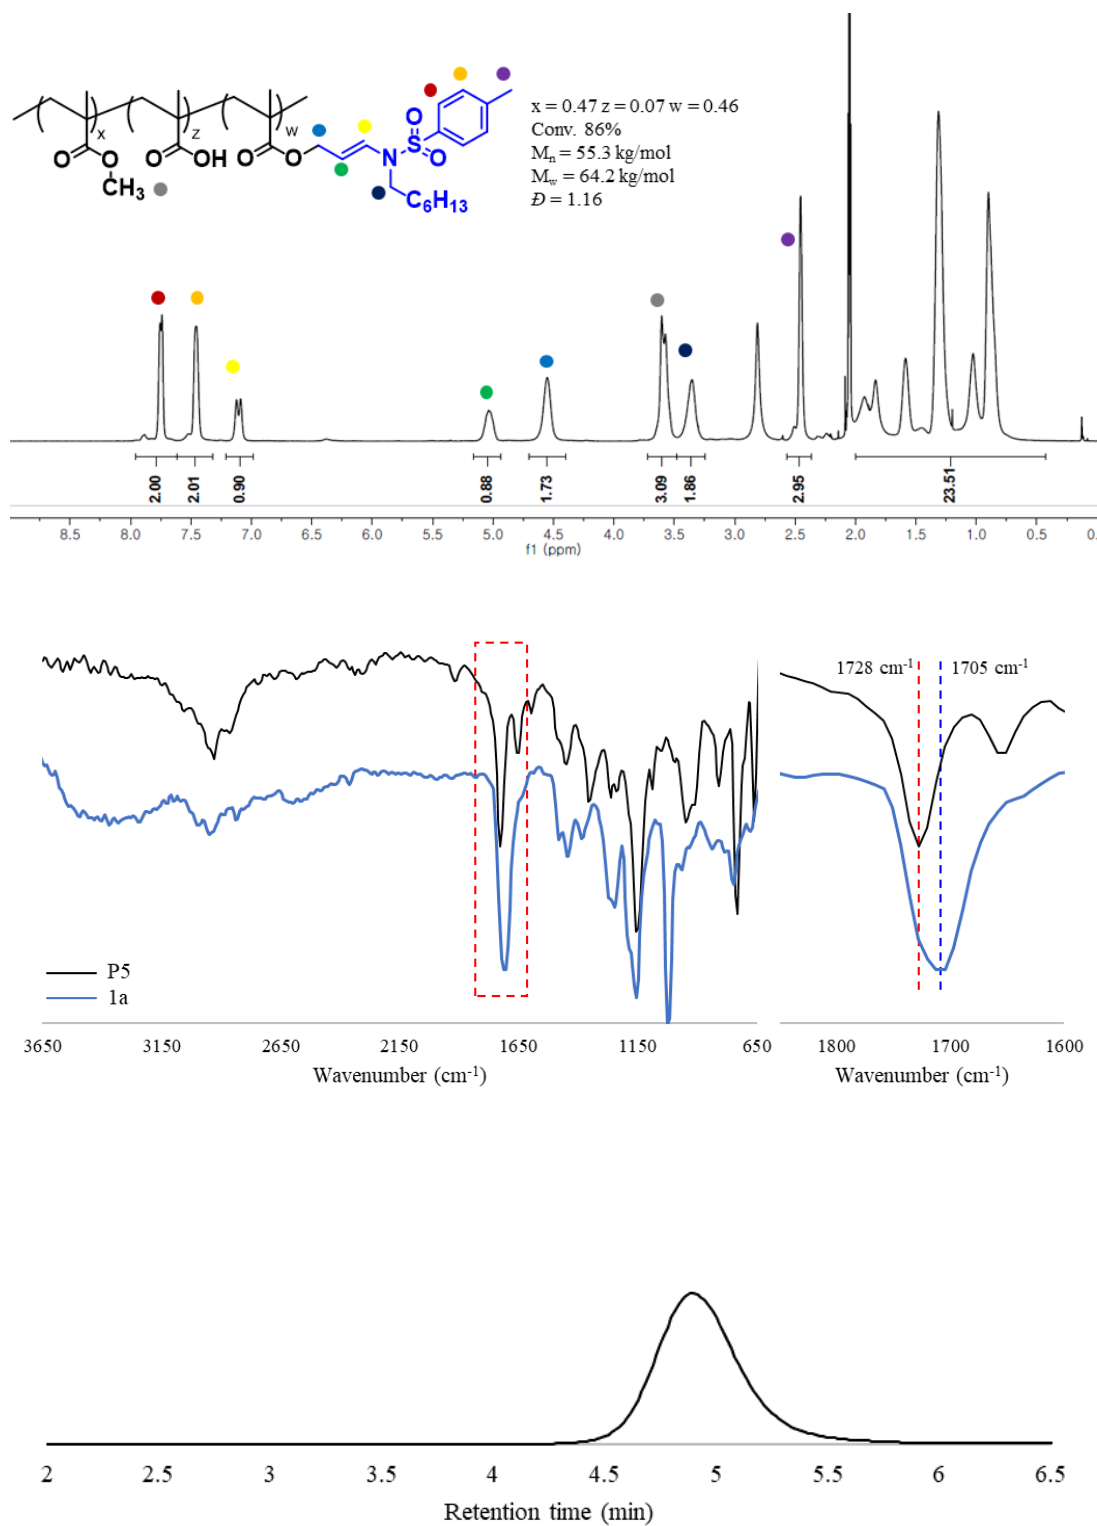 x
O
O
CH₃
z
O
OH
w
O
O
N
O
S
O
C₆H₁₃
x = 0.47 z = 0.07 w = 0.46
Conv. 86%
Mₙ = 55.3 kg/mol
M_w = 64.2 kg/mol
Đ = 1.16
2.00
2.01
0.90
0.88
1.73
3.09
1.86
2.95
23.51
8.5 8.0 7.5 7.0 6.5 6.0 5.5 5.0 4.5 4.0 3.5 3.0 2.5 2.0 1.5 1.0 0.5
f1 (ppm)
1728 cm⁻¹ 1705 cm⁻¹
P5
1a
3650 3150 2650 2150 1650 1150 650
Wavenumber (cm⁻¹)
1800 1700 1600
Wavenumber (cm⁻¹)
2 2.5 3 3.5 4 4.5 5 5.5 6 6.5
Retention time (min)